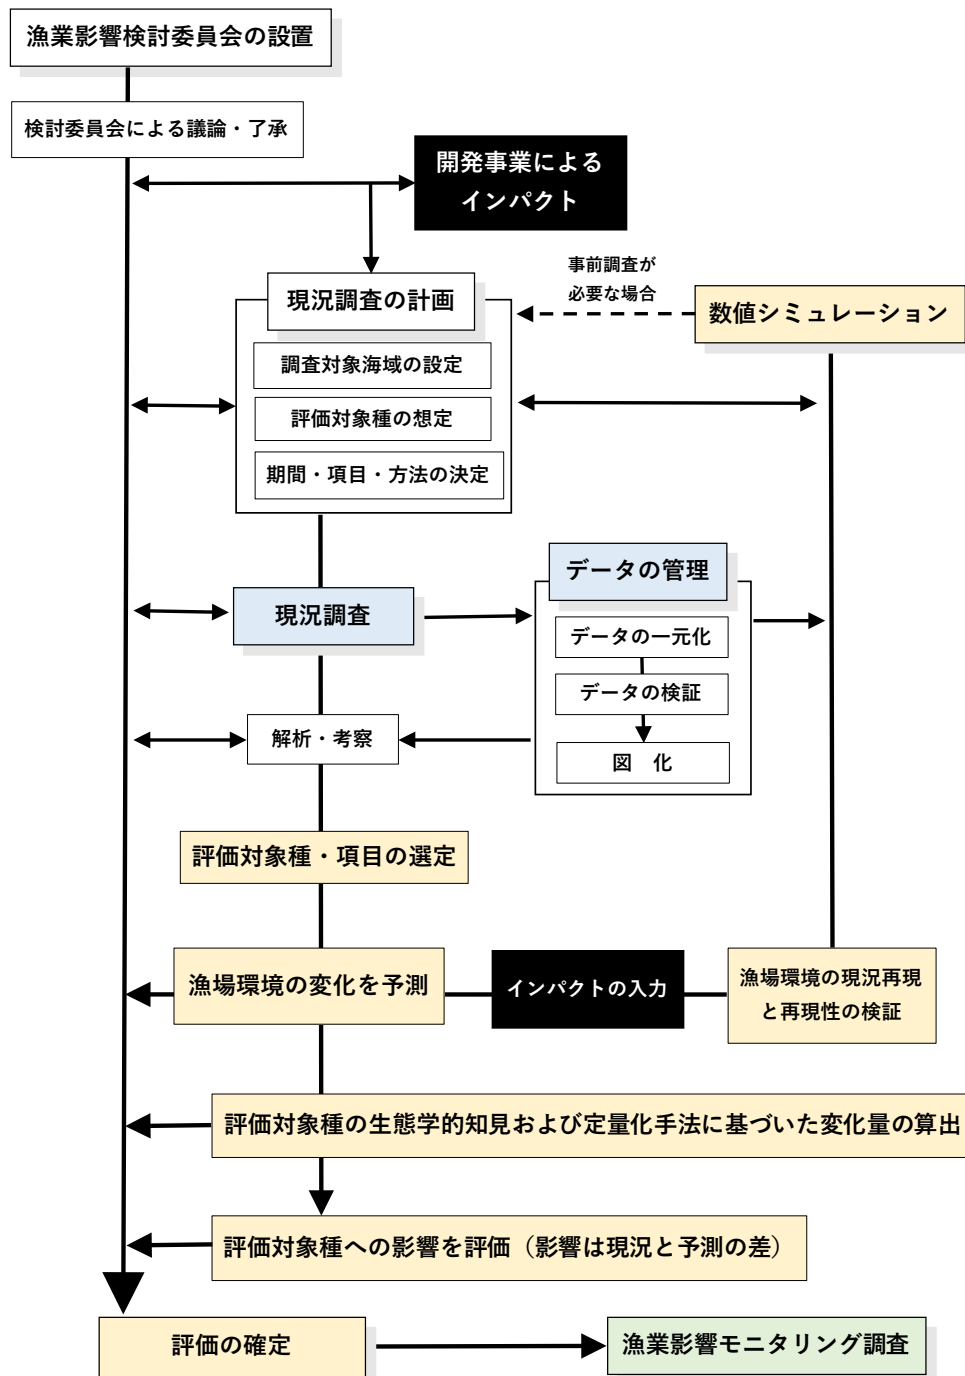 漁業影響検討委員会の設置
検討委員会による議論・了承
開発事業による
インパクト
事前調査が
必要な場合
現況調査の計画
数値シミュレーション
調査対象海域の設定
評価対象種の想定
期間・項目・方法の決定
データの管理
現況調査
データの一元化
データの検証
解析・考察
図　化
評価対象種・項目の選定
漁場環境の変化を予測
インパクトの入力
漁場環境の現況再現
と再現性の検証
評価対象種の生態学的知見および定量化手法に基づいた変化量の算出
評価対象種への影響を評価（影響は現況と予測の差）
評価の確定
漁業影響モニタリング調査